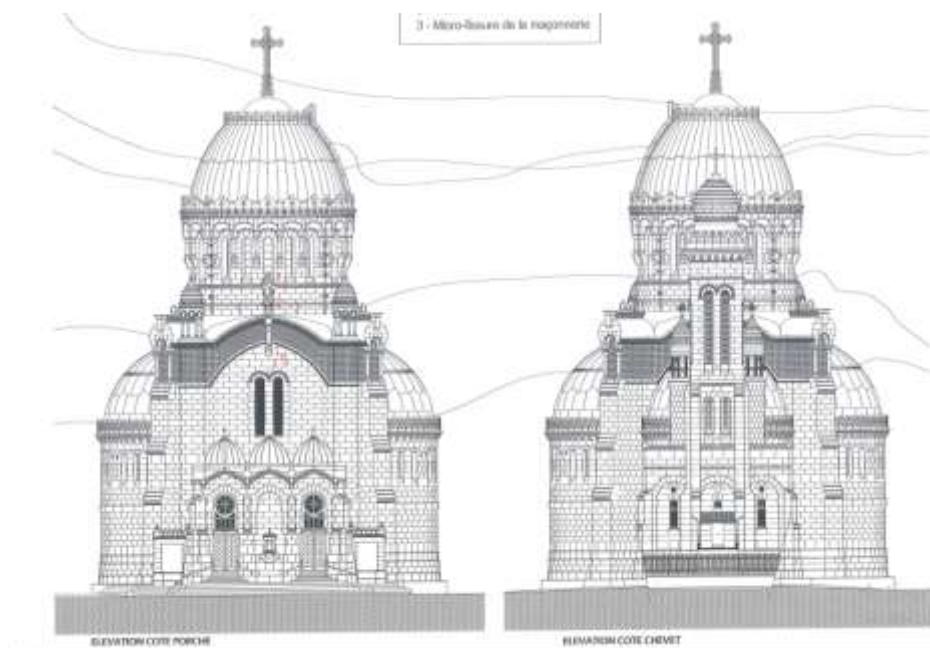 3 - Micro-fissure de la maçonnerie
ELEVATION COTE PORCHE
ELEVATION COTE CHEVET